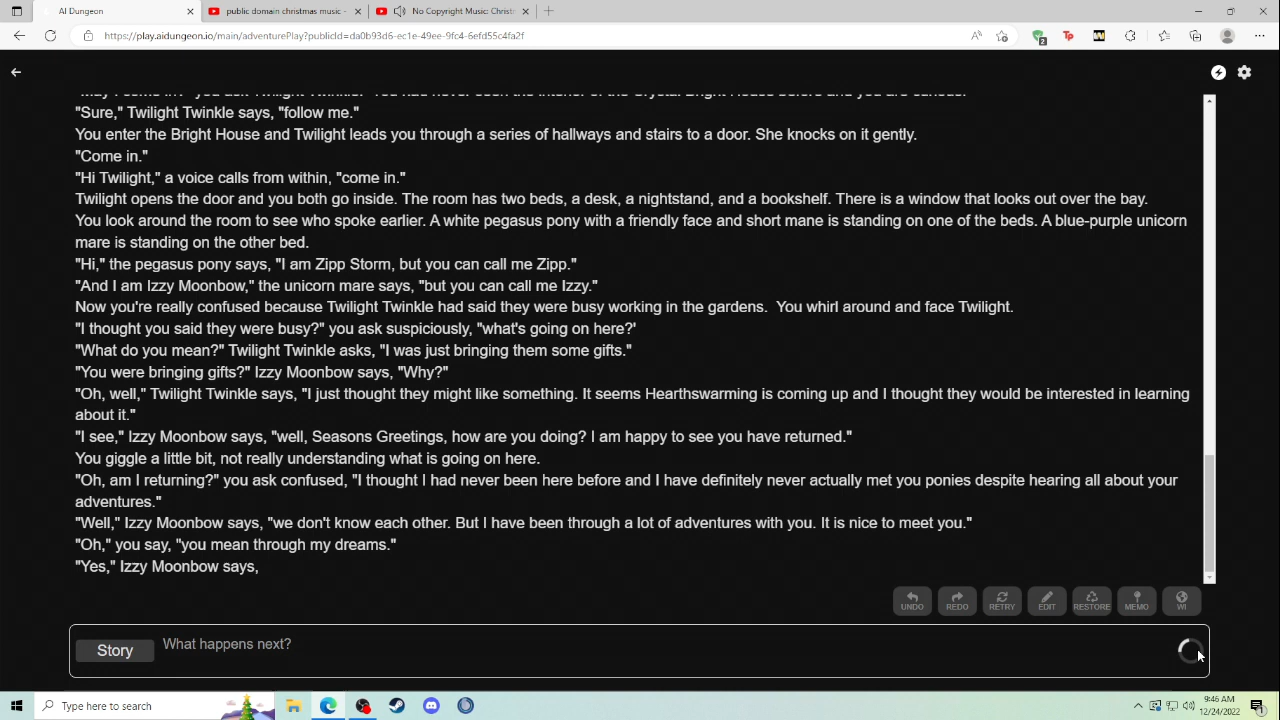 AI Dungeon
public domain christmas music -
No Copyright Music: Christm
https://play.aidungeon.io/main/adventurePlay?publicId=da0b93d6-ec1e-49ee-9fc4-6efd55c4fa2f
"Sure," Twilight Twinkle says, "follow me."
You enter the Bright House and Twilight leads you through a series of hallways and stairs to a door. She knocks on it gently.
"Come in."
"Hi Twilight," a voice calls from within, "come in."
Twilight opens the door and you both go inside. The room has two beds, a desk, a nightstand, and a bookshelf. There is a window that looks out over the bay.
You look around the room to see who spoke earlier. A white pegasus pony with a friendly face and short mane is standing on one of the beds. A blue-purple unicorn
mare is standing on the other bed.
"Hi," the pegasus pony says, "I am Zipp Storm, but you can call me Zipp."
"And I am Izzy Moonbow," the unicorn mare says, "but you can call me Izzy."
Now you're really confused because Twilight Twinkle had said they were busy working in the gardens.  You whirl around and face Twilight.
"I thought you said they were busy?" you ask suspiciously, "what's going on here?'
"What do you mean?" Twilight Twinkle asks, "I was just bringing them some gifts."
"You were bringing gifts?" Izzy Moonbow says, "Why?"
"Oh, well," Twilight Twinkle says, "I just thought they might like something. It seems Hearthswarming is coming up and I thought they would be interested in learning
about it."
"I see," Izzy Moonbow says, "well, Seasons Greetings, how are you doing? I am happy to see you have returned."
You giggle a little bit, not really understanding what is going on here.
"Oh, am I returning?" you ask confused, "I thought I had never been here before and I have definitely never actually met you ponies despite hearing all about your
adventures."
"Well," Izzy Moonbow says, "we don't know each other. But I have been through a lot of adventures with you. It is nice to meet you."
"Oh," you say, "you mean through my dreams."
"Yes," Izzy Moonbow says,
UNDO REDO RETRY EDIT RESTORE MEMO WI
Story What happens next?
Type here to search
9:46 AM
12/24/2022